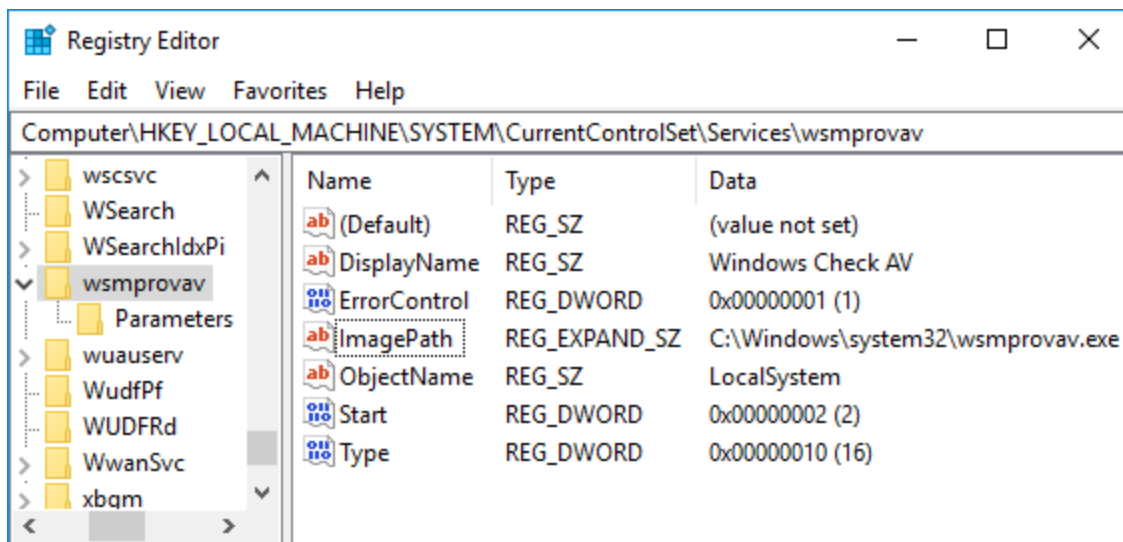 Registry Editor
File Edit View Favorites Help
Computer\HKEY_LOCAL_MACHINE\SYSTEM\CurrentControlSet\Services\wsmprovav
wscsvc
WSearch
WSearchIdxPi
wsmprovav
Parameters
wuauserv
WudfPf
WUDFRd
WwanSvc
xbgm
Name Type Data
(Default) REG_SZ (value not set)
DisplayName REG_SZ Windows Check AV
ErrorControl REG_DWORD 0x00000001 (1)
ImagePath REG_EXPAND_SZ C:\Windows\system32\wsmprovav.exe
ObjectName REG_SZ LocalSystem
Start REG_DWORD 0x00000002 (2)
Type REG_DWORD 0x00000010 (16)